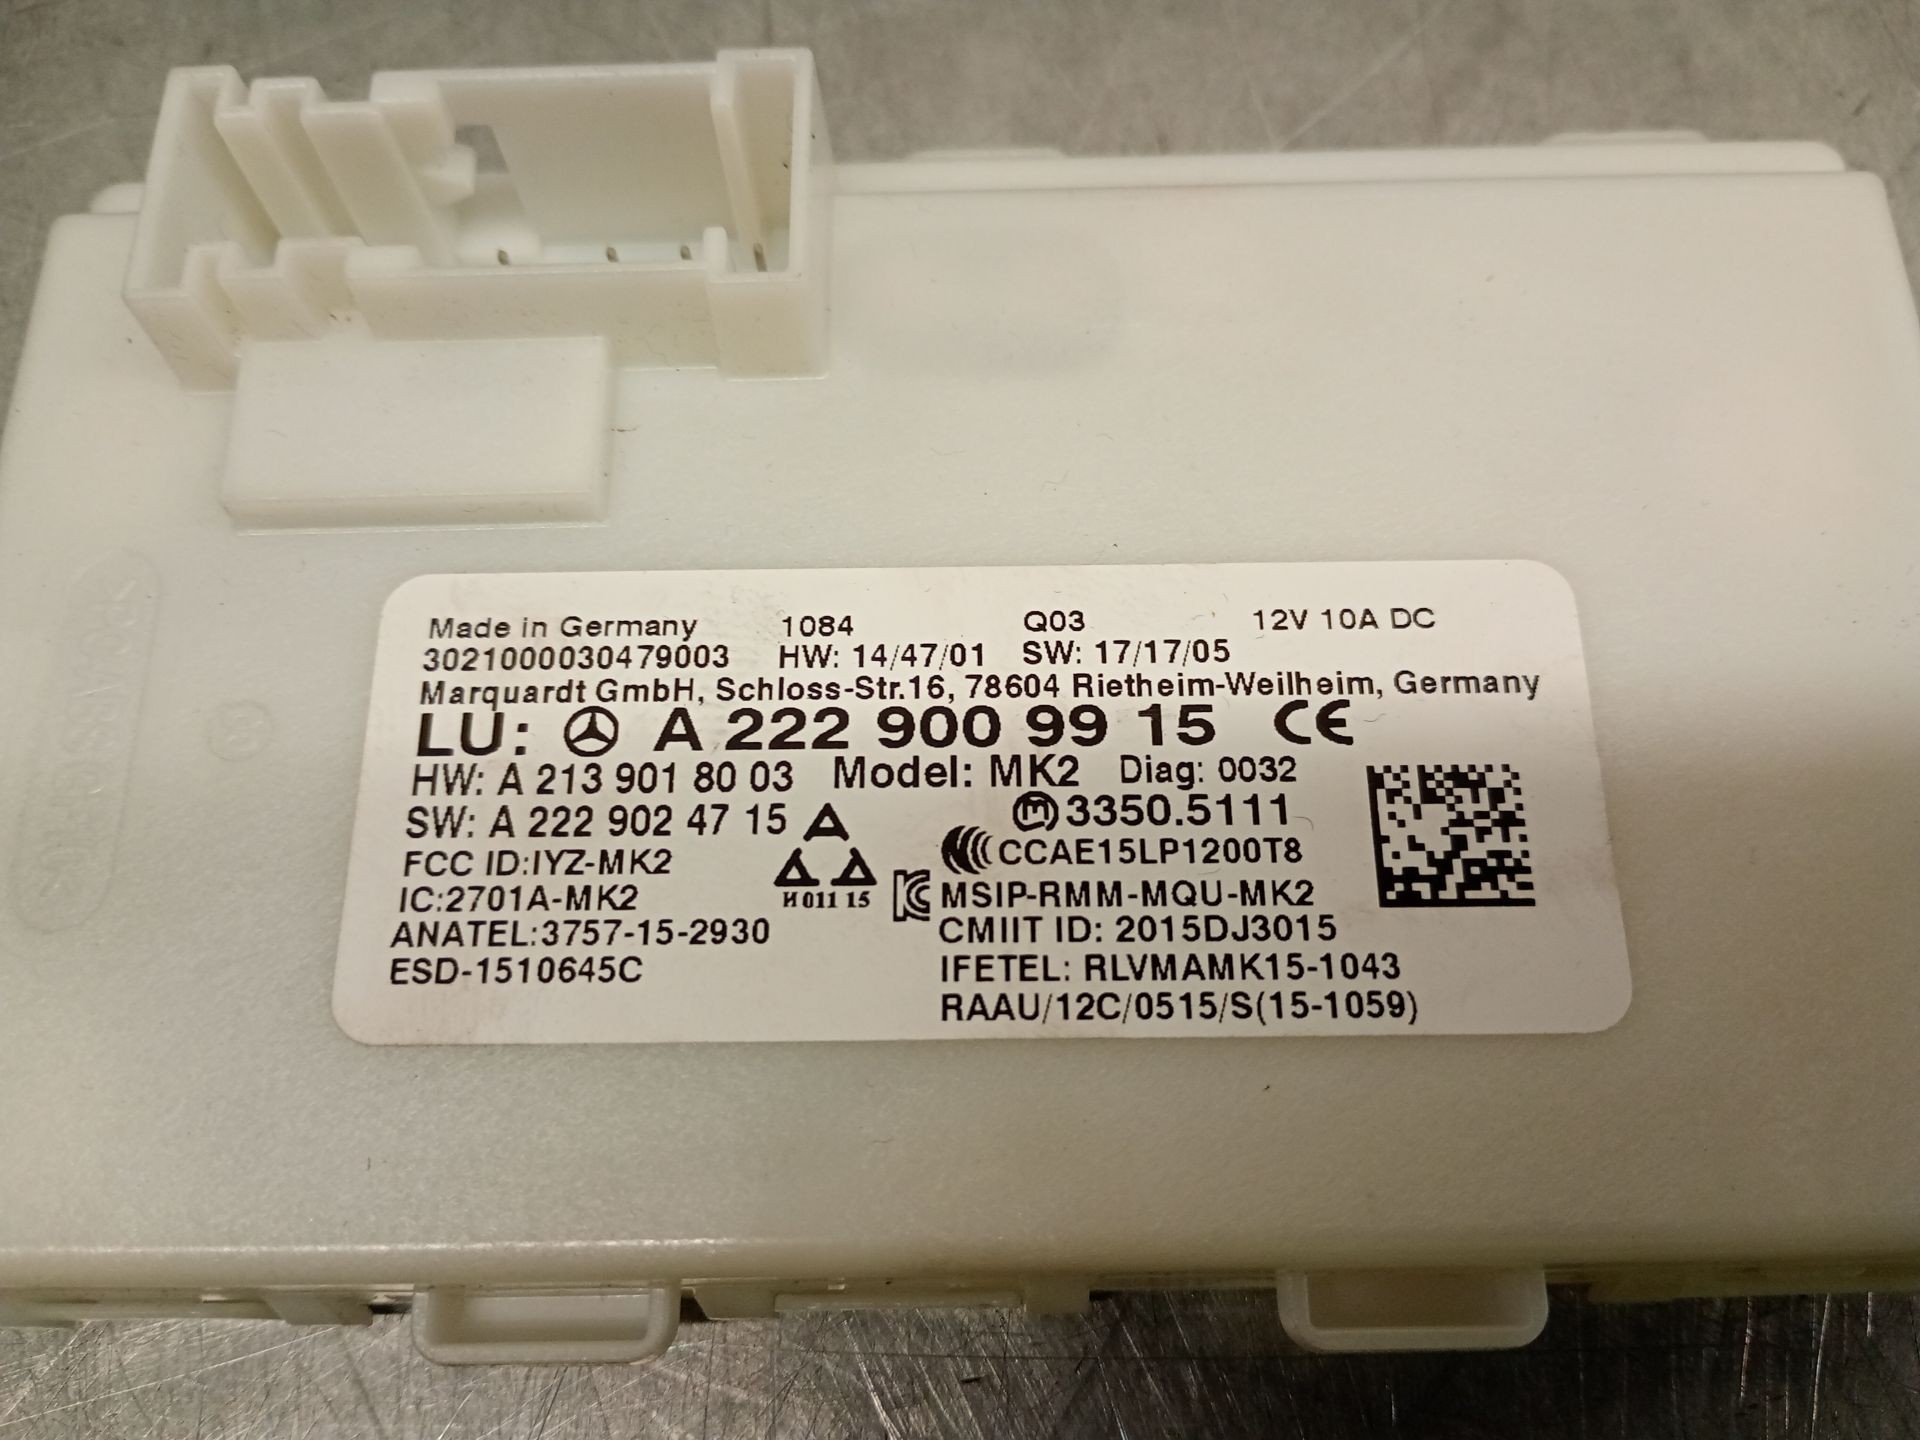 Made in Germany 1084 Q03 12V 10A DC
3021000030479003 HW: 14/47/01 SW: 17/17/05
Marquardt GmbH, Schloss-Str.16, 78604 Rietheim-Weilheim, Germany
LU: A 222 900 99 15 CE
HW: A 213 901 80 03 Model: MK2 Diag: 0032
SW: A 222 902 47 15 3350.5111
FCC ID:IYZ-MK2 CCAE15LP1200T8
H 011 15
IC:2701A-MK2 MSIP-RMM-MQU-MK2
ANATEL:3757-15-2930 CMIIT ID: 2015DJ3015
ESD-1510645C IFETEL: RLVMAMK15-1043
RAAU/12C/0515/S(15-1059)